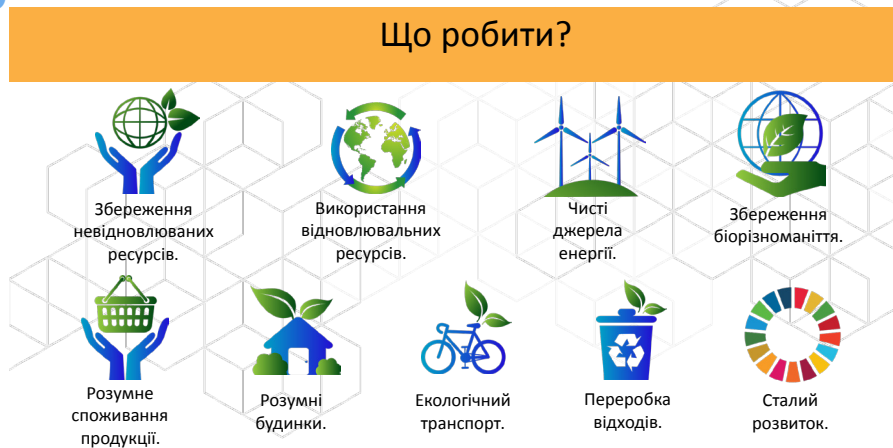 Що робити?
Збереження
невідновлюваних
ресурсів.
Використання
відновлювальних
ресурсів.
Чисті
джерела
енергії.
Збереження
біорізноманіття.
Розумне
споживання
продукції.
Розумні
будинки.
Екологічний
транспорт.
Переробка
відходів.
Сталий
розвиток.